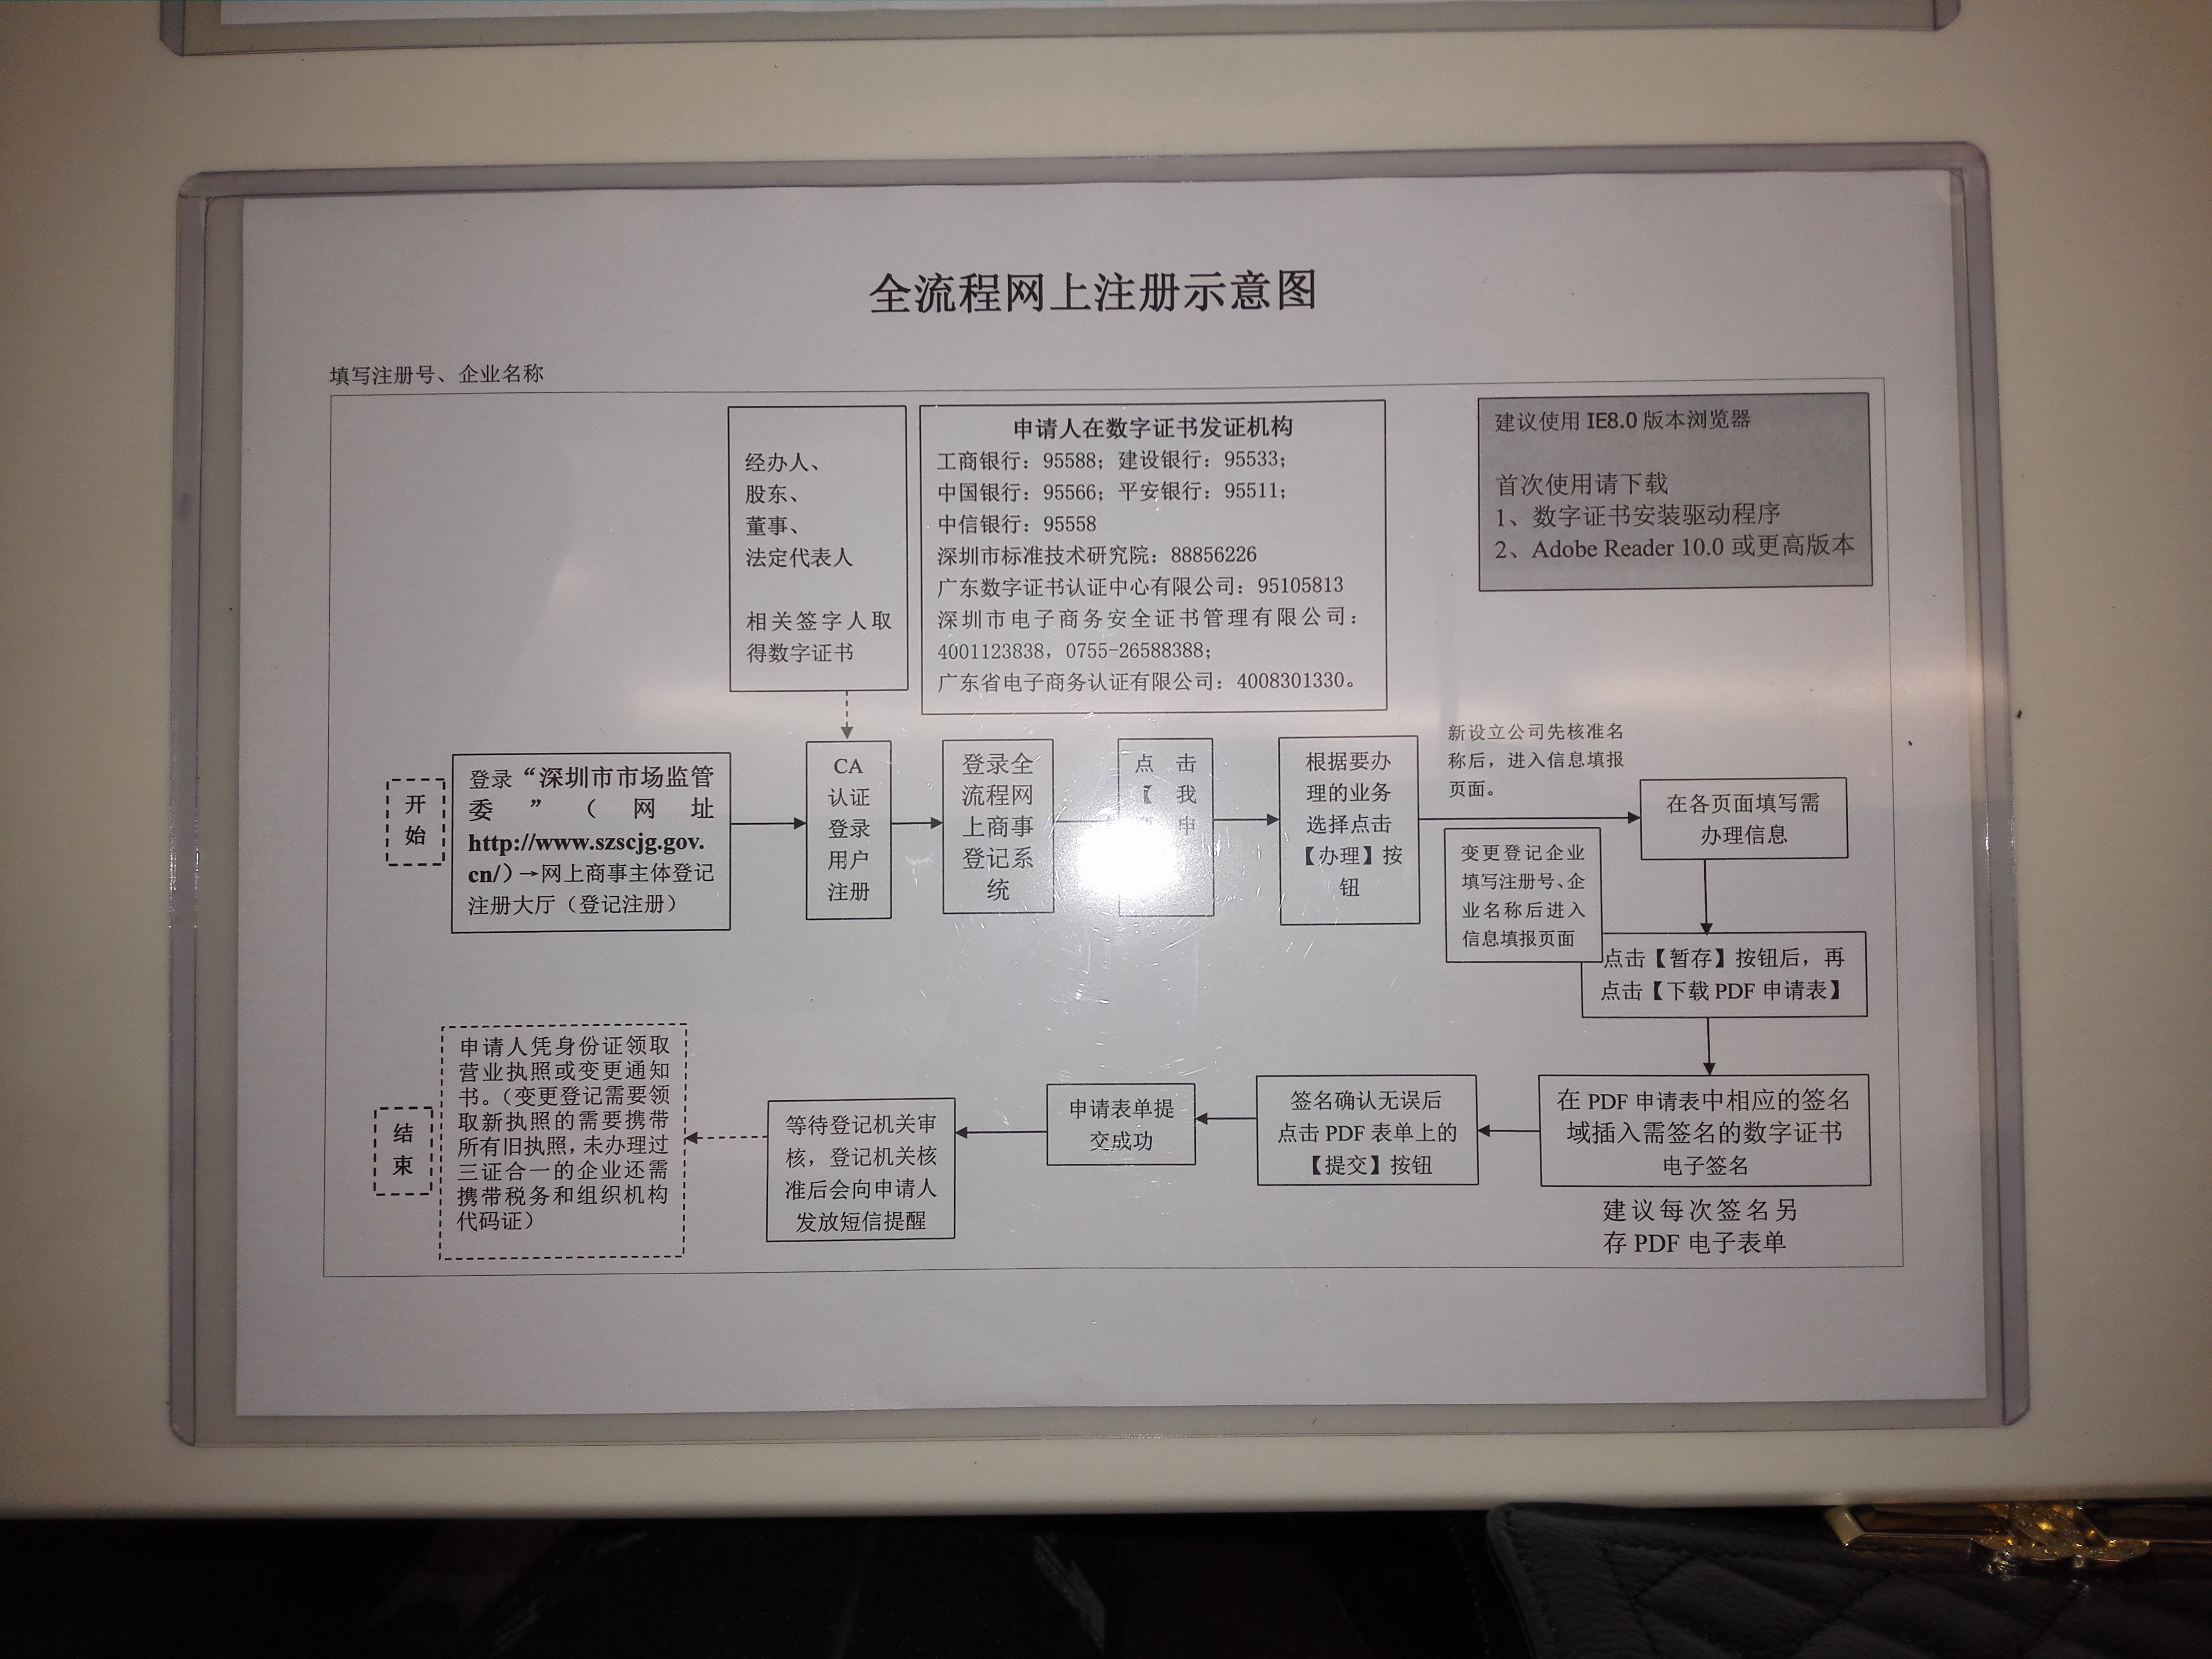 全流程网上注册示意图
填写注册号、企业名称
经办人、
股东、
董事、
法定代表人
相关签字人取
得数字证书
申请人在数字证书发证机构
工商银行：95588；建设银行：95533；
中国银行：95566；平安银行：95511；
中信银行：95558
深圳市标准技术研究院：88856226
广东数字证书认证中心有限公司：95105813
深圳市电子商务安全证书管理有限公司：
4001123838，0755-26588388；
广东省电子商务认证有限公司：4008301330。
建议使用 IE8.0 版本浏览器
首次使用请下载
1、数字证书安装驱动程序
2、Adobe Reader 10.0 或更高版本
开
始
登录“深圳市市场监管
委”（网址
http://www.szscjg.gov.
cn/）→网上商事主体登记
注册大厅（登记注册）
CA
认证
登录
用户
注册
登录全
流程网
上商事
登记系
统
点击
【我
申
根据要办
理的业务
选择点击
【办理】按
钮
新设立公司先核准名
称后，进入信息填报
页面。
变更登记企业
填写注册号、企
业名称后进入
信息填报页面
在各页面填写需
办理信息
点击【暂存】按钮后，再
点击【下载 PDF 申请表】
在 PDF 申请表中相应的签名
域插入需签名的数字证书
电子签名
建议每次签名另
存 PDF 电子表单
签名确认无误后
点击 PDF 表单上的
【提交】按钮
申请表单提
交成功
等待登记机关审
核，登记机关核
准后会向申请人
发放短信提醒
申请人凭身份证领取
营业执照或变更通知
书。（变更登记需要领
取新执照的需要携带
所有旧执照，未办理过
三证合一的企业还需
携带税务和组织机构
代码证）
结
束